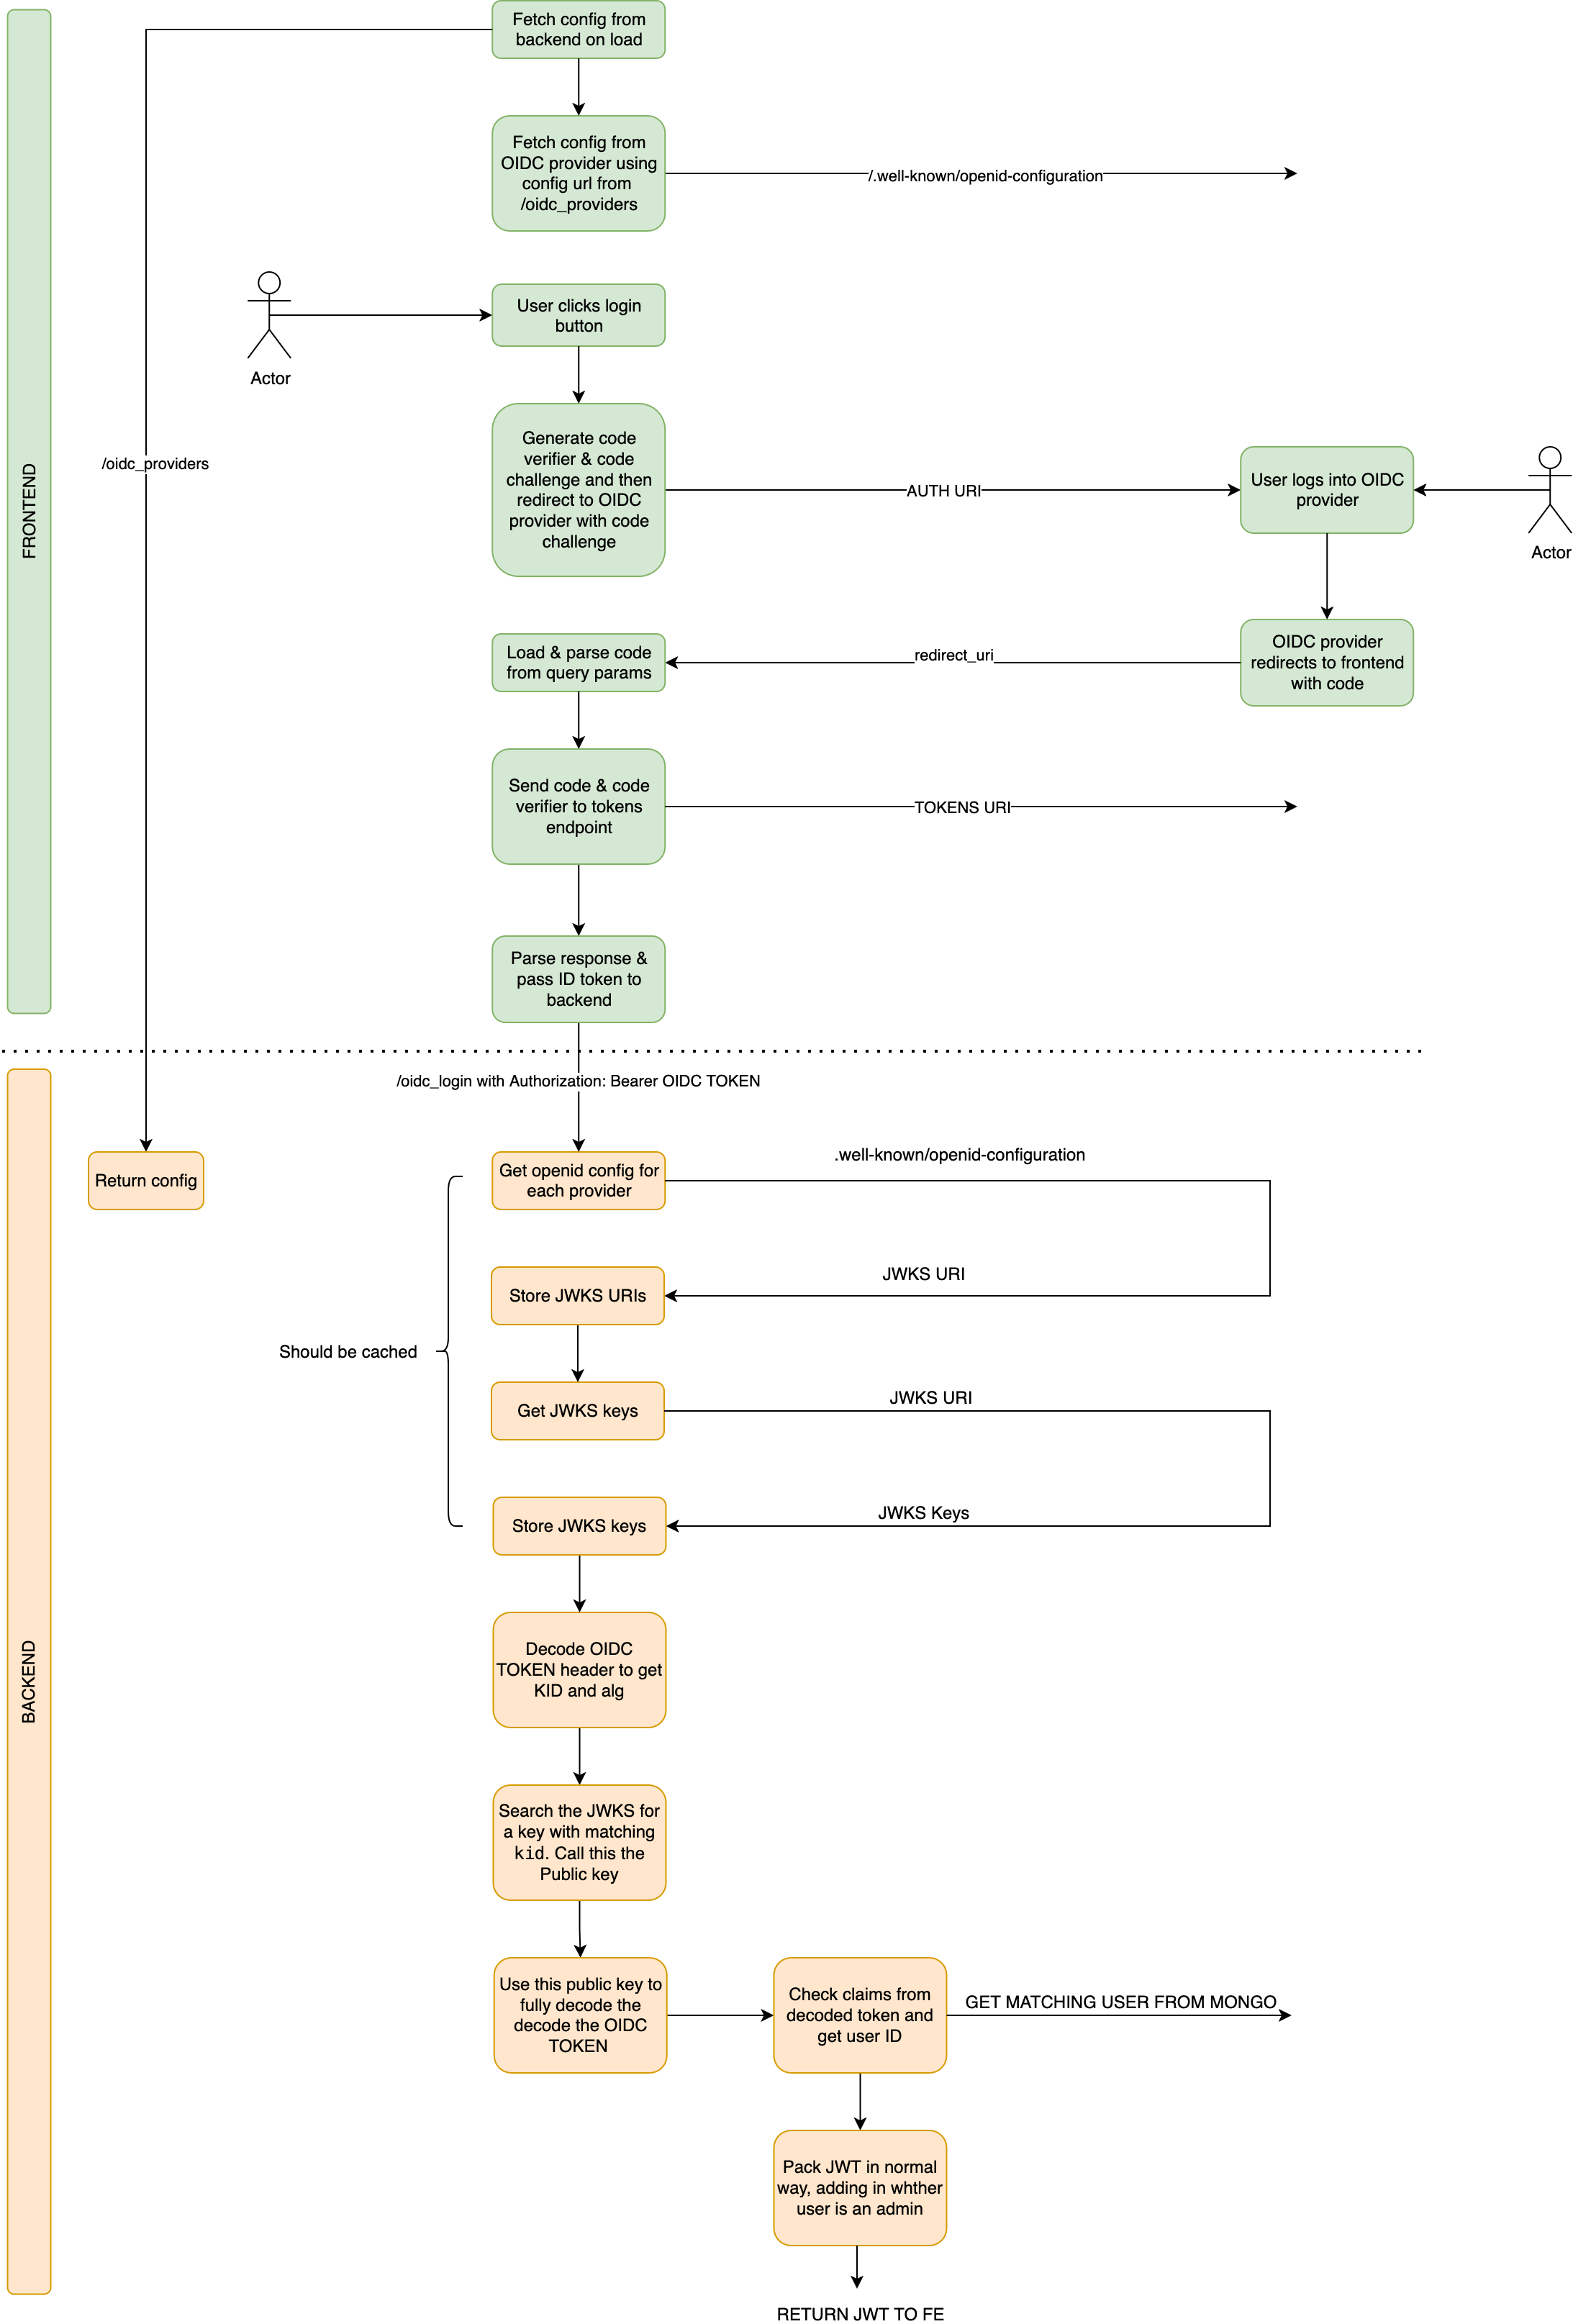 Fetch config from
backend on load
Fetch config from
OIDC provider using
config url from
/oidc_providers
/.well-known/openid-configuration
User clicks login
button
Actor
FRONTEND
/oidc_providers
Generate code
verifier & code
challenge and then
redirect to OIDC
provider with code
challenge
AUTH URI
User logs into OIDC
provider
Actor
OIDC provider
redirects to frontend
with code
redirect_uri
Load & parse code
from query params
Send code & code
verifier to tokens
endpoint
TOKENS URI
Parse response &
pass ID token to
backend
/oidc_login with Authorization: Bearer OIDC TOKEN
BACKEND
Return config
Get openid config for
each provider
.well-known/openid-configuration
JWKS URI
Store JWKS URIs
Should be cached
Get JWKS keys
JWKS URI
JWKS Keys
Store JWKS keys
Decode OIDC
TOKEN header to get
KID and alg
Search the JWKS for
a key with matching
kid. Call this the
Public key
Use this public key to
fully decode the
decode the OIDC
TOKEN
Check claims from
decoded token and
get user ID
GET MATCHING USER FROM MONGO
Pack JWT in normal
way, adding in whther
user is an admin
RETURN JWT TO FE